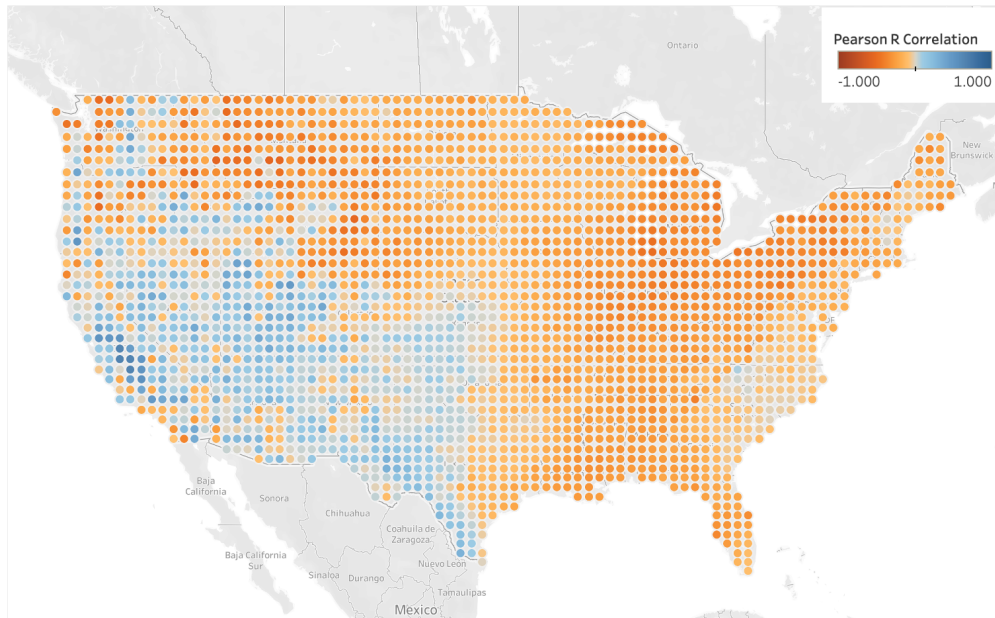 Pearson R Correlation
-1.000 1.000
Ontario
New
Brunswick
Baja
California
Sonora
Chihuahua
Coahuila de
Zaragoza
Baja California
Sur
Nuevo León
Sinaloa
Durango
Tamaulipas
Mexico